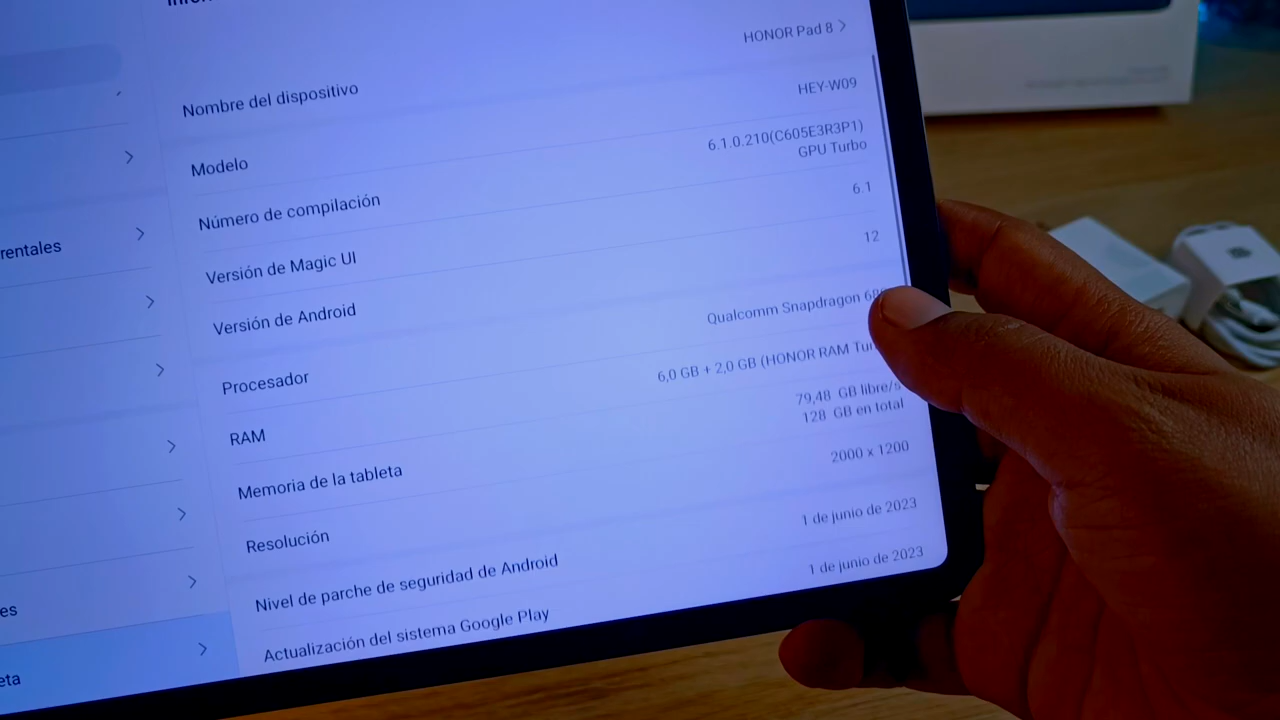 HONOR Pad 8
Nombre del dispositivo
HEY-W09
Modelo
6.1.0.210(C605E3R3P1)
GPU Turbo
Número de compilación
6.1
Versión de Magic UI
12
Versión de Android
Qualcomm Snapdragon
Procesador
6,0 GB + 2,0 GB (HONOR RAM
RAM
79,48 GB libre/s
128 GB en total
Memoria de la tableta
2000 x 1200
Resolución
1 de junio de 2023
Nivel de parche de seguridad de Android
1 de junio de 2023
Actualización del sistema Google Play
rentales
es
eta